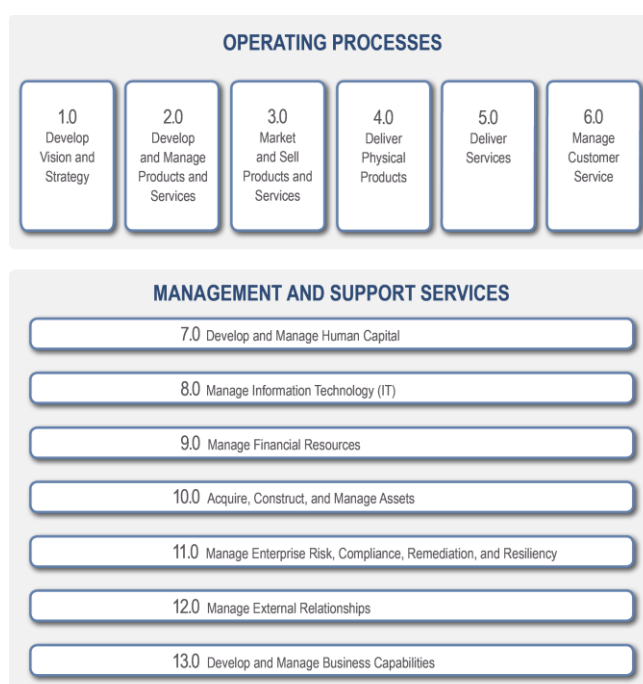 OPERATING PROCESSES
1.0
Develop
Vision and
Strategy
2.0
Develop
and Manage
Products and
Services
3.0
Market
and Sell
Products and
Services
4.0
Deliver
Physical
Products
5.0
Deliver
Services
6.0
Manage
Customer
Service
MANAGEMENT AND SUPPORT SERVICES
7.0 Develop and Manage Human Capital
8.0 Manage Information Technology (IT)
9.0 Manage Financial Resources
10.0 Acquire, Construct, and Manage Assets
11.0 Manage Enterprise Risk, Compliance, Remediation, and Resiliency
12.0 Manage External Relationships
13.0 Develop and Manage Business Capabilities